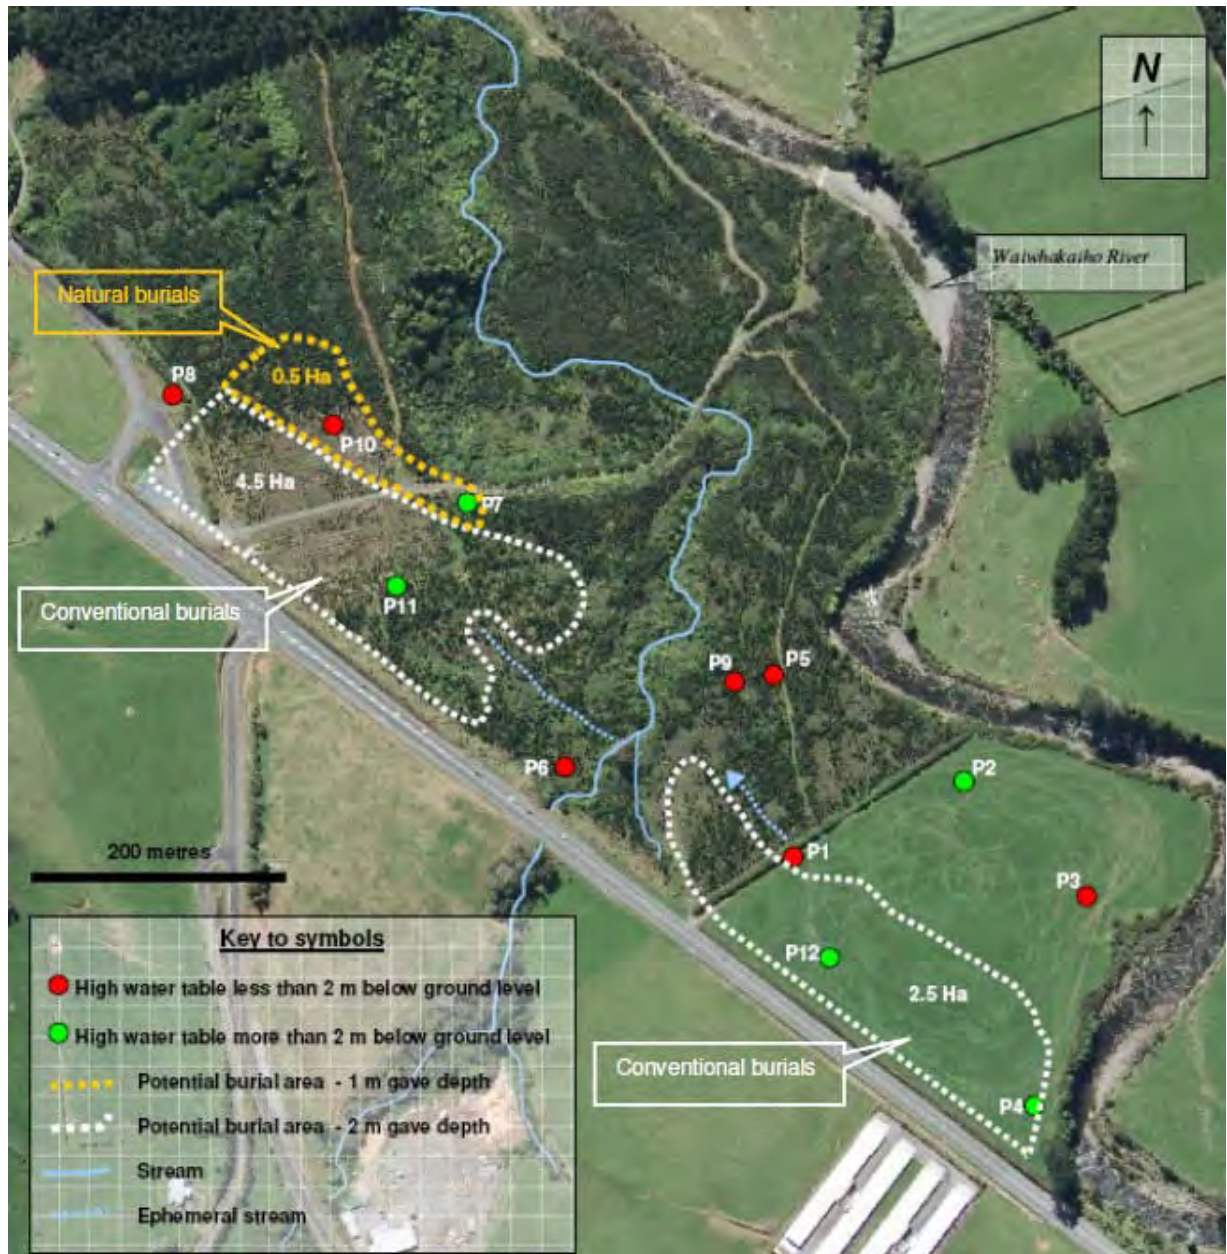 N
Waiwhakaiho River
Natural burials
0.5 Ha
P8
P10
4.5 Ha
P7
Conventional burials
P11
P9
P5
P6
P2
200 metres
P1
P3
P12
2.5 Ha
Conventional burials
P4
Key to symbols
High water table less than 2 m below ground level
High water table more than 2 m below ground level
Potential burial area - 1 m gave depth
Potential burial area - 2 m gave depth
Stream
Ephemeral stream